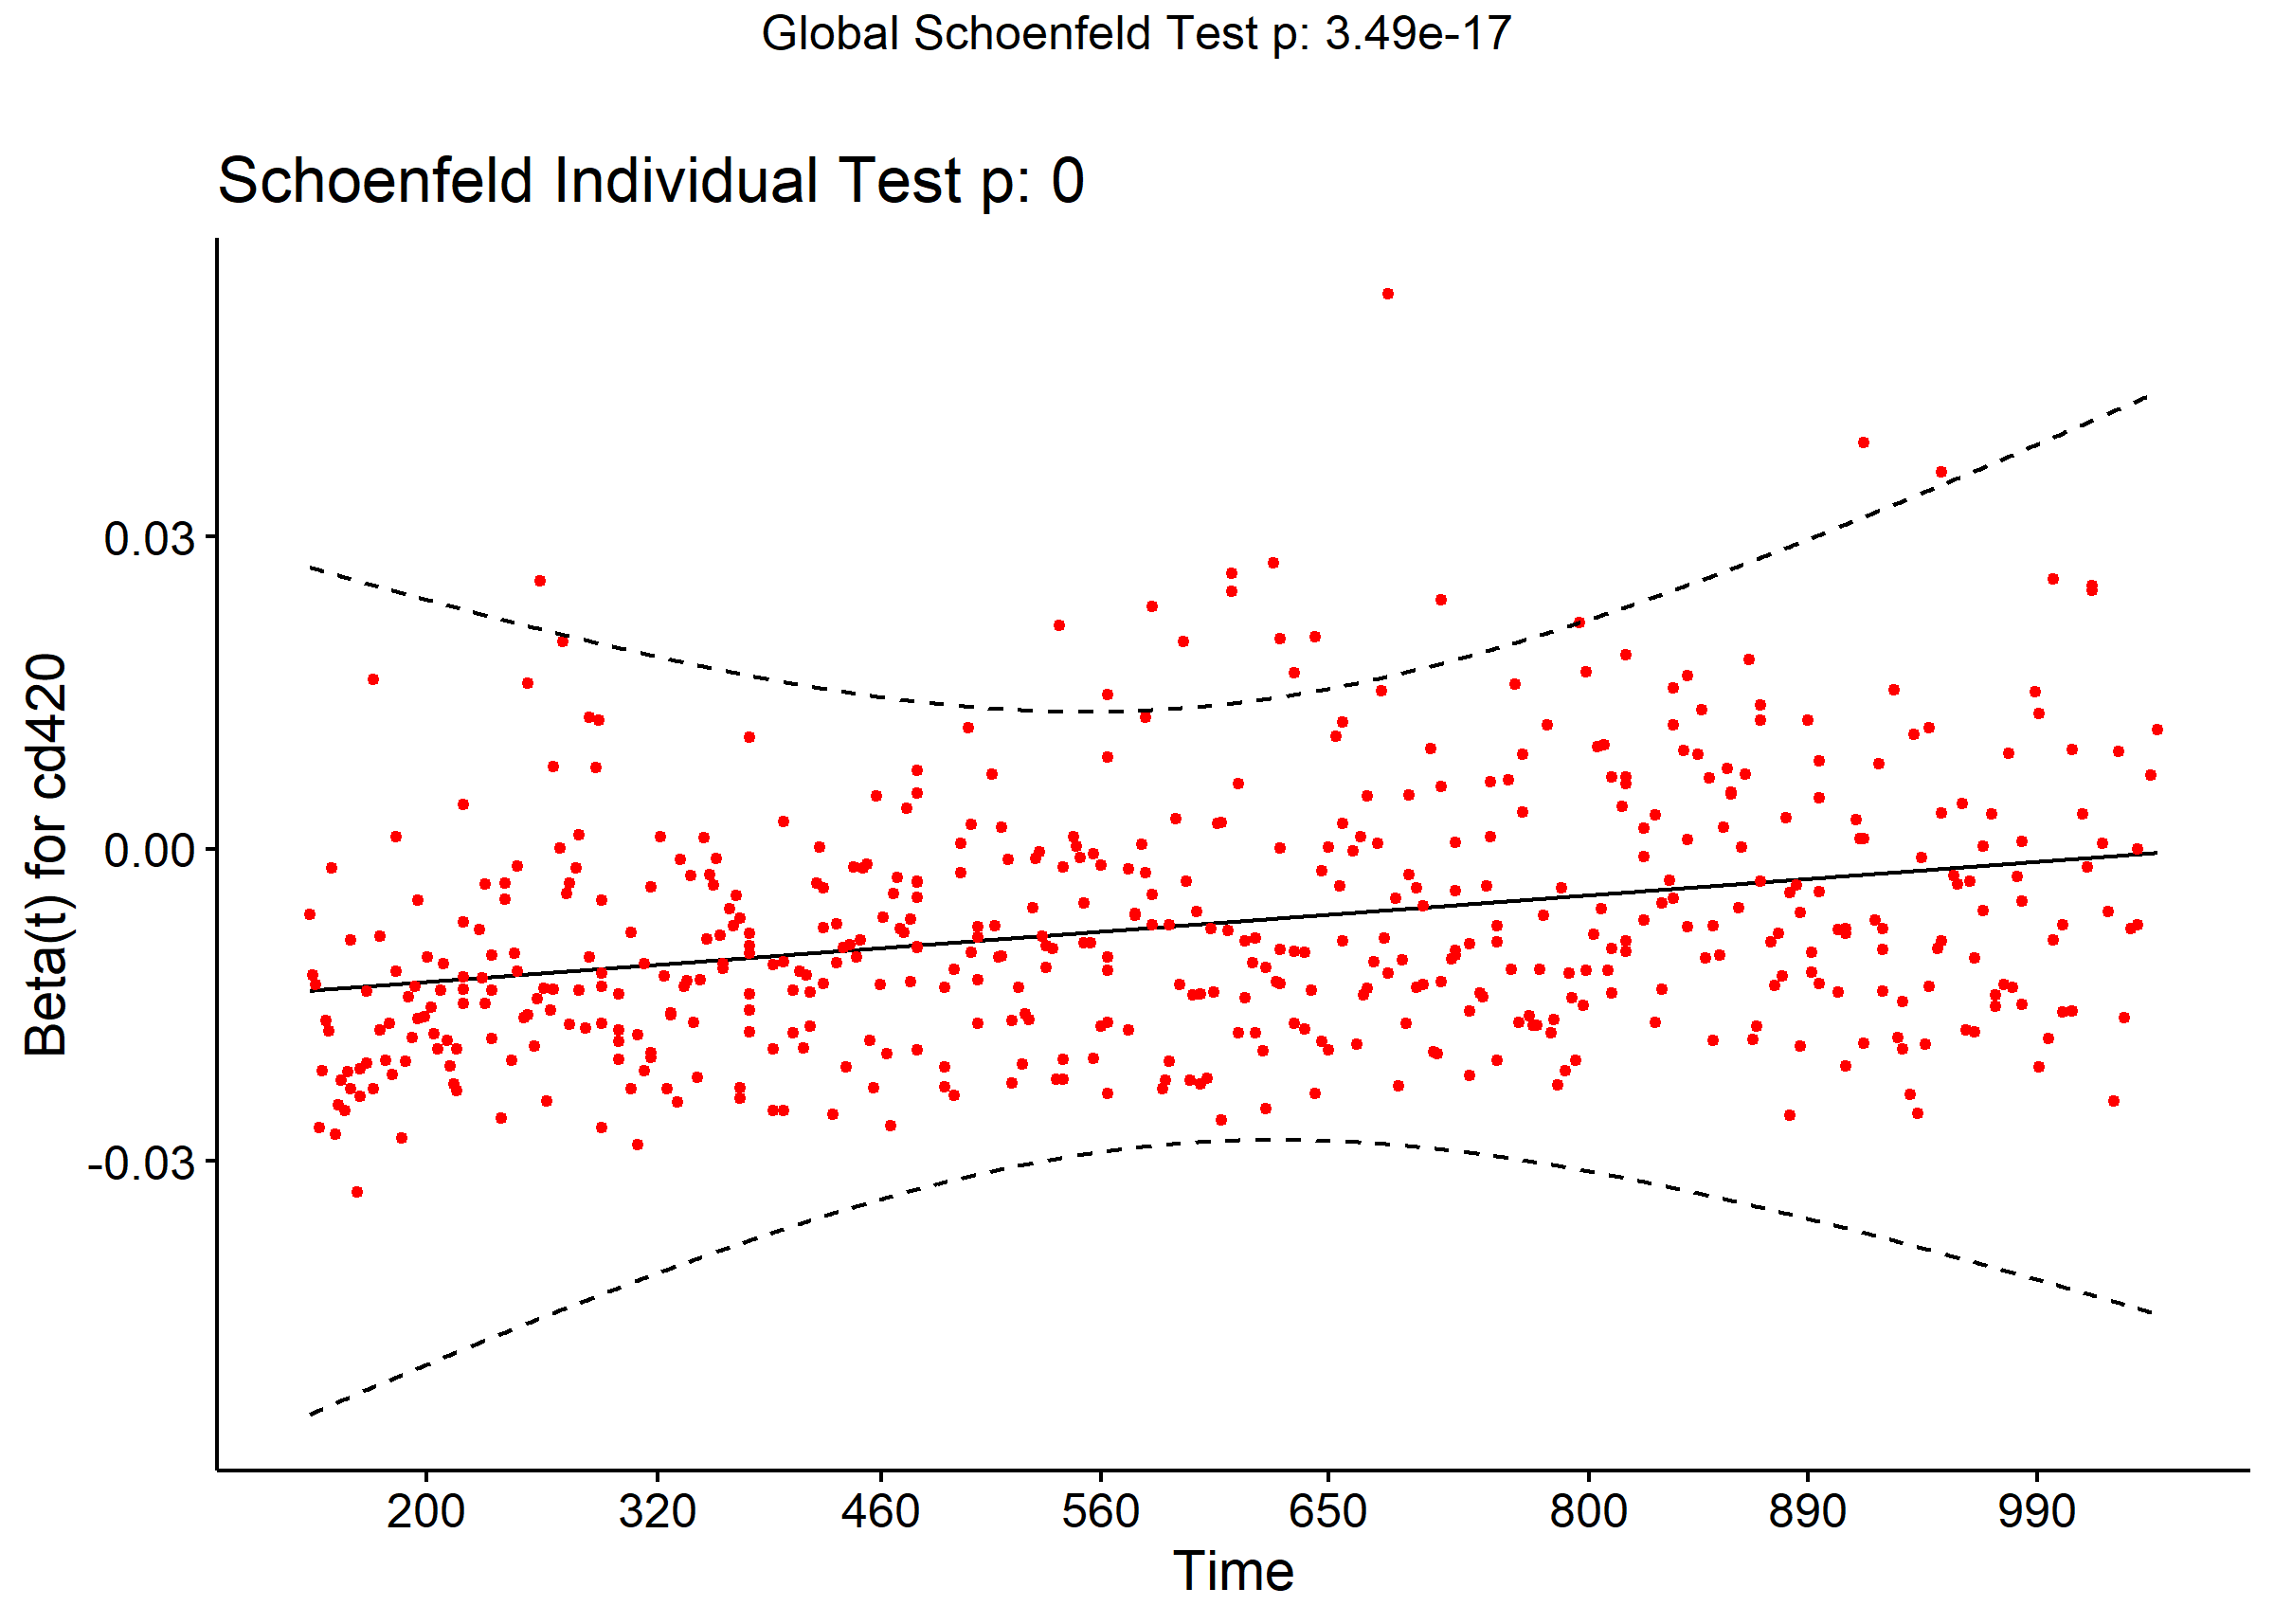 Global Schoenfeld Test p: 3.49e-17
Schoenfeld Individual Test p: 0
Beta(t) for cd420
0.03
0.00
-0.03
200 320 460 560 650 800 890 990
Time